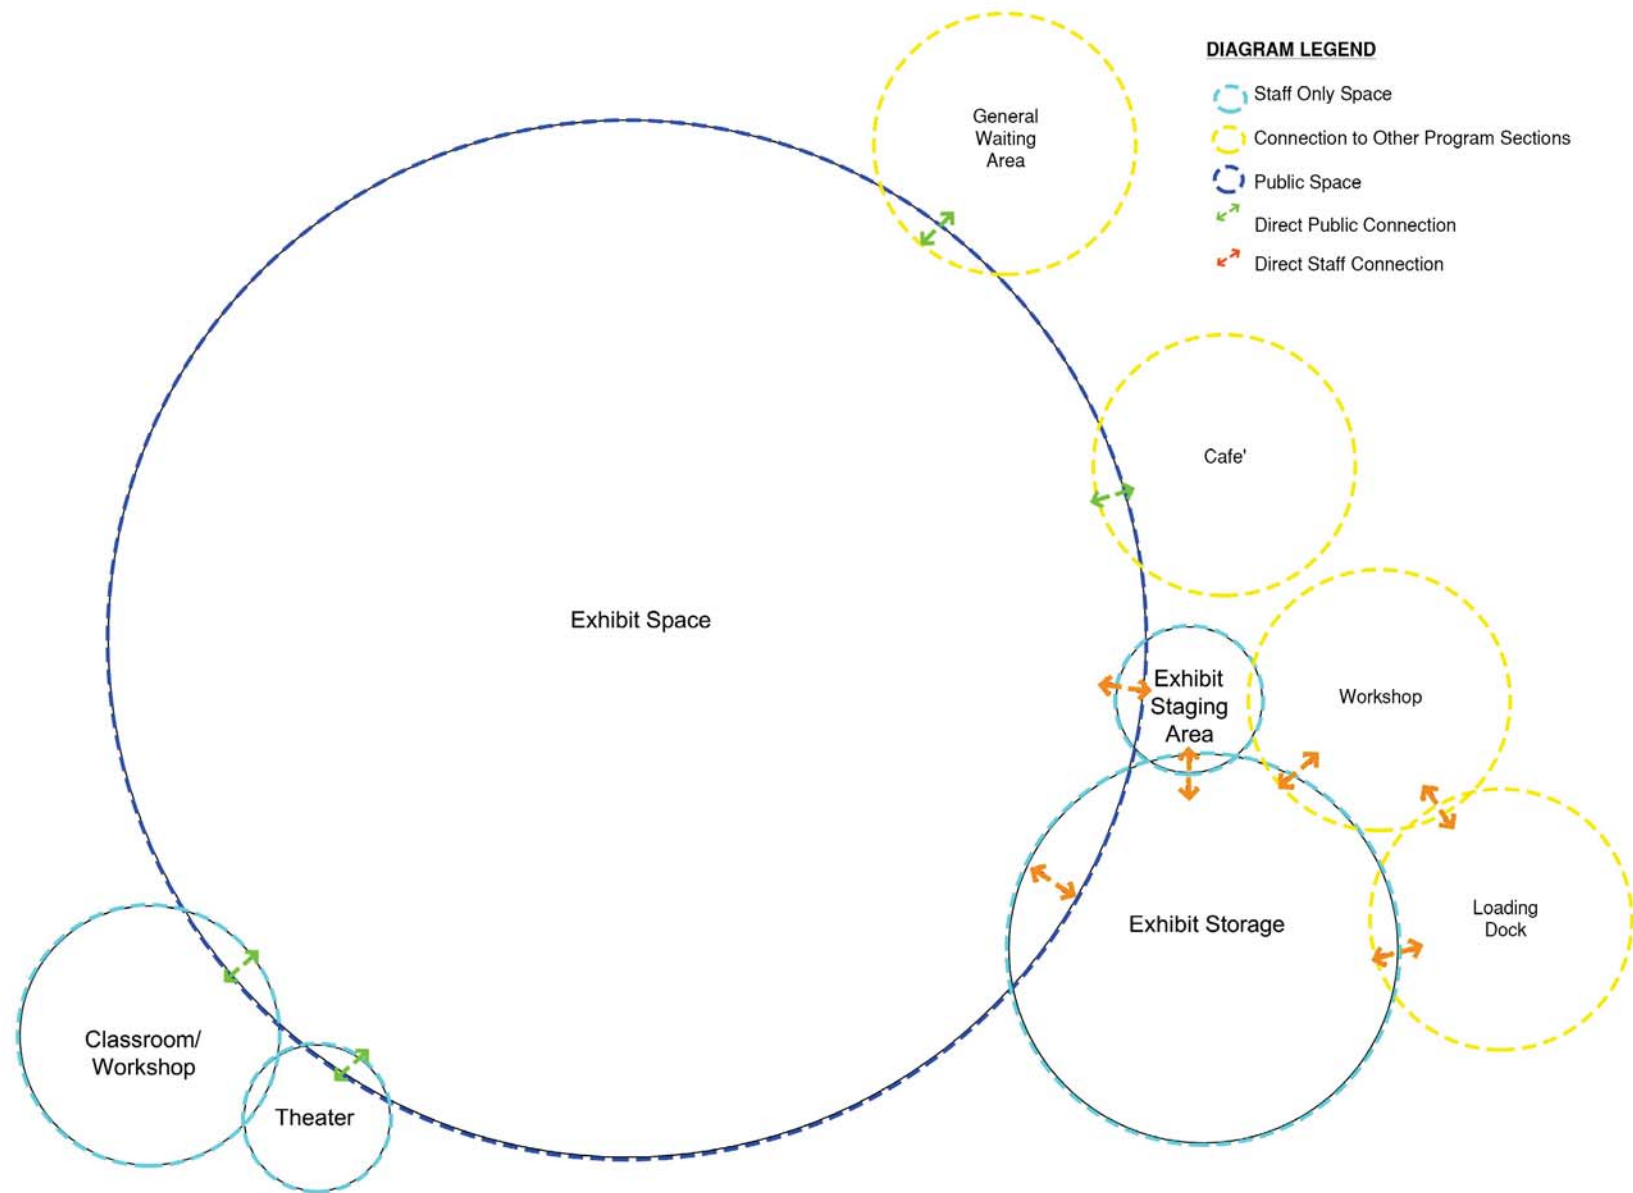 General
Waiting
Area
DIAGRAM LEGEND
Staff Only Space
Connection to Other Program Sections
Public Space
Direct Public Connection
Direct Staff Connection
Cafe'
Exhibit Space
Exhibit
Staging
Area
Workshop
Exhibit Storage
Loading
Dock
Classroom/
Workshop
Theater